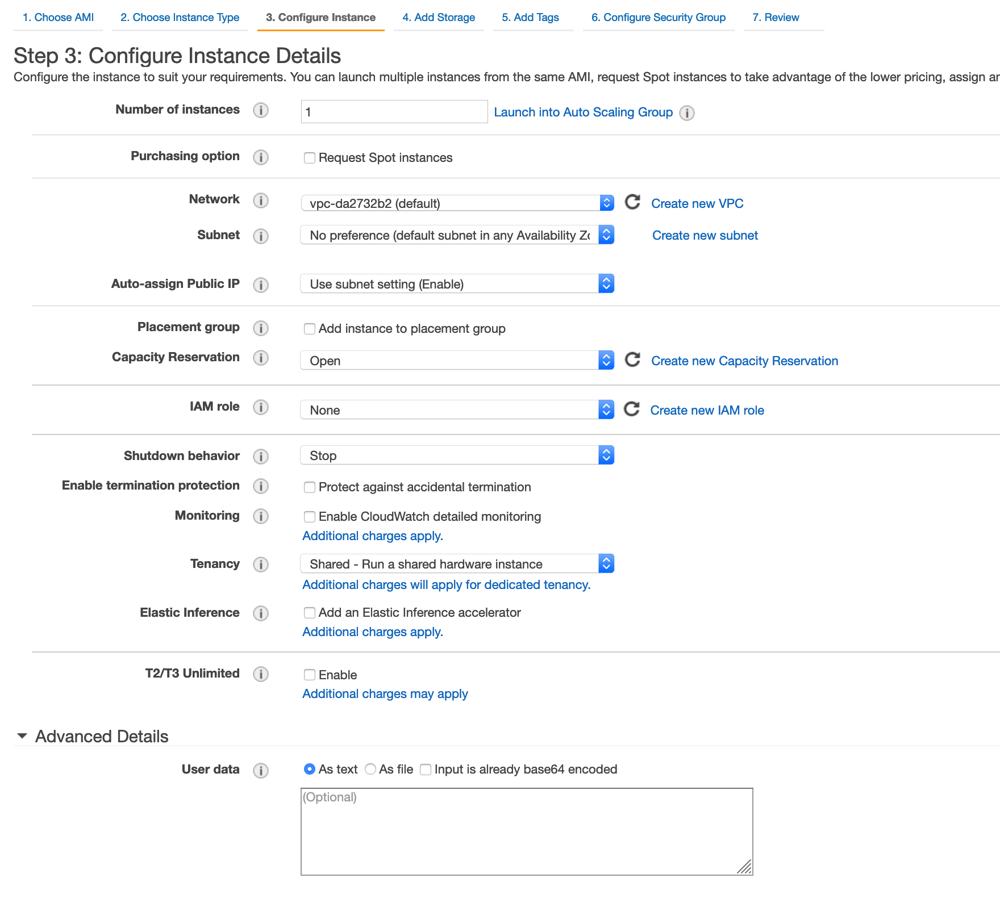 1. Choose AMI 2. Choose Instance Type 3. Configure Instance 4. Add Storage 5. Add Tags 6. Configure Security Group 7. Review
Step 3: Configure Instance Details
Configure the instance to suit your requirements. You can launch multiple instances from the same AMI, request Spot instances to take advantage of the lower pricing, assign
Number of instances 1 Launch into Auto Scaling Group
Purchasing option Request Spot instances
Network vpc-da2732b2 (default) Create new VPC
Subnet No preference (default subnet in any Availability Create new subnet
Auto-assign Public IP Use subnet setting (Enable)
Placement group Add instance to placement group
Capacity Reservation Open Create new Capacity Reservation
IAM role None Create new IAM role
Shutdown behavior Stop
Enable termination protection Protect against accidental termination
Monitoring Enable CloudWatch detailed monitoring
Additional charges apply.
Tenancy Shared - Run a shared hardware instance
Additional charges will apply for dedicated tenancy.
Elastic Inference Add an Elastic Inference accelerator
Additional charges apply.
T2/T3 Unlimited Enable
Additional charges may apply
Advanced Details
User data As text As file Input is already base64 encoded
(Optional)